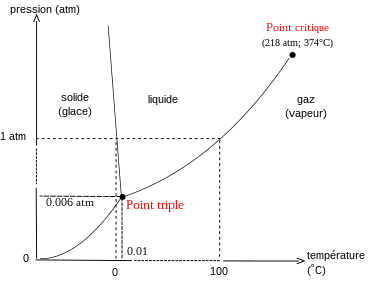 pression (atm)
Point critique
(218 atm; 374°C)
solide
(glace)
liquide
gaz
(vapeur)
1 atm
0.006 atm
Point triple
0.01
0
0
100
température
(°C)